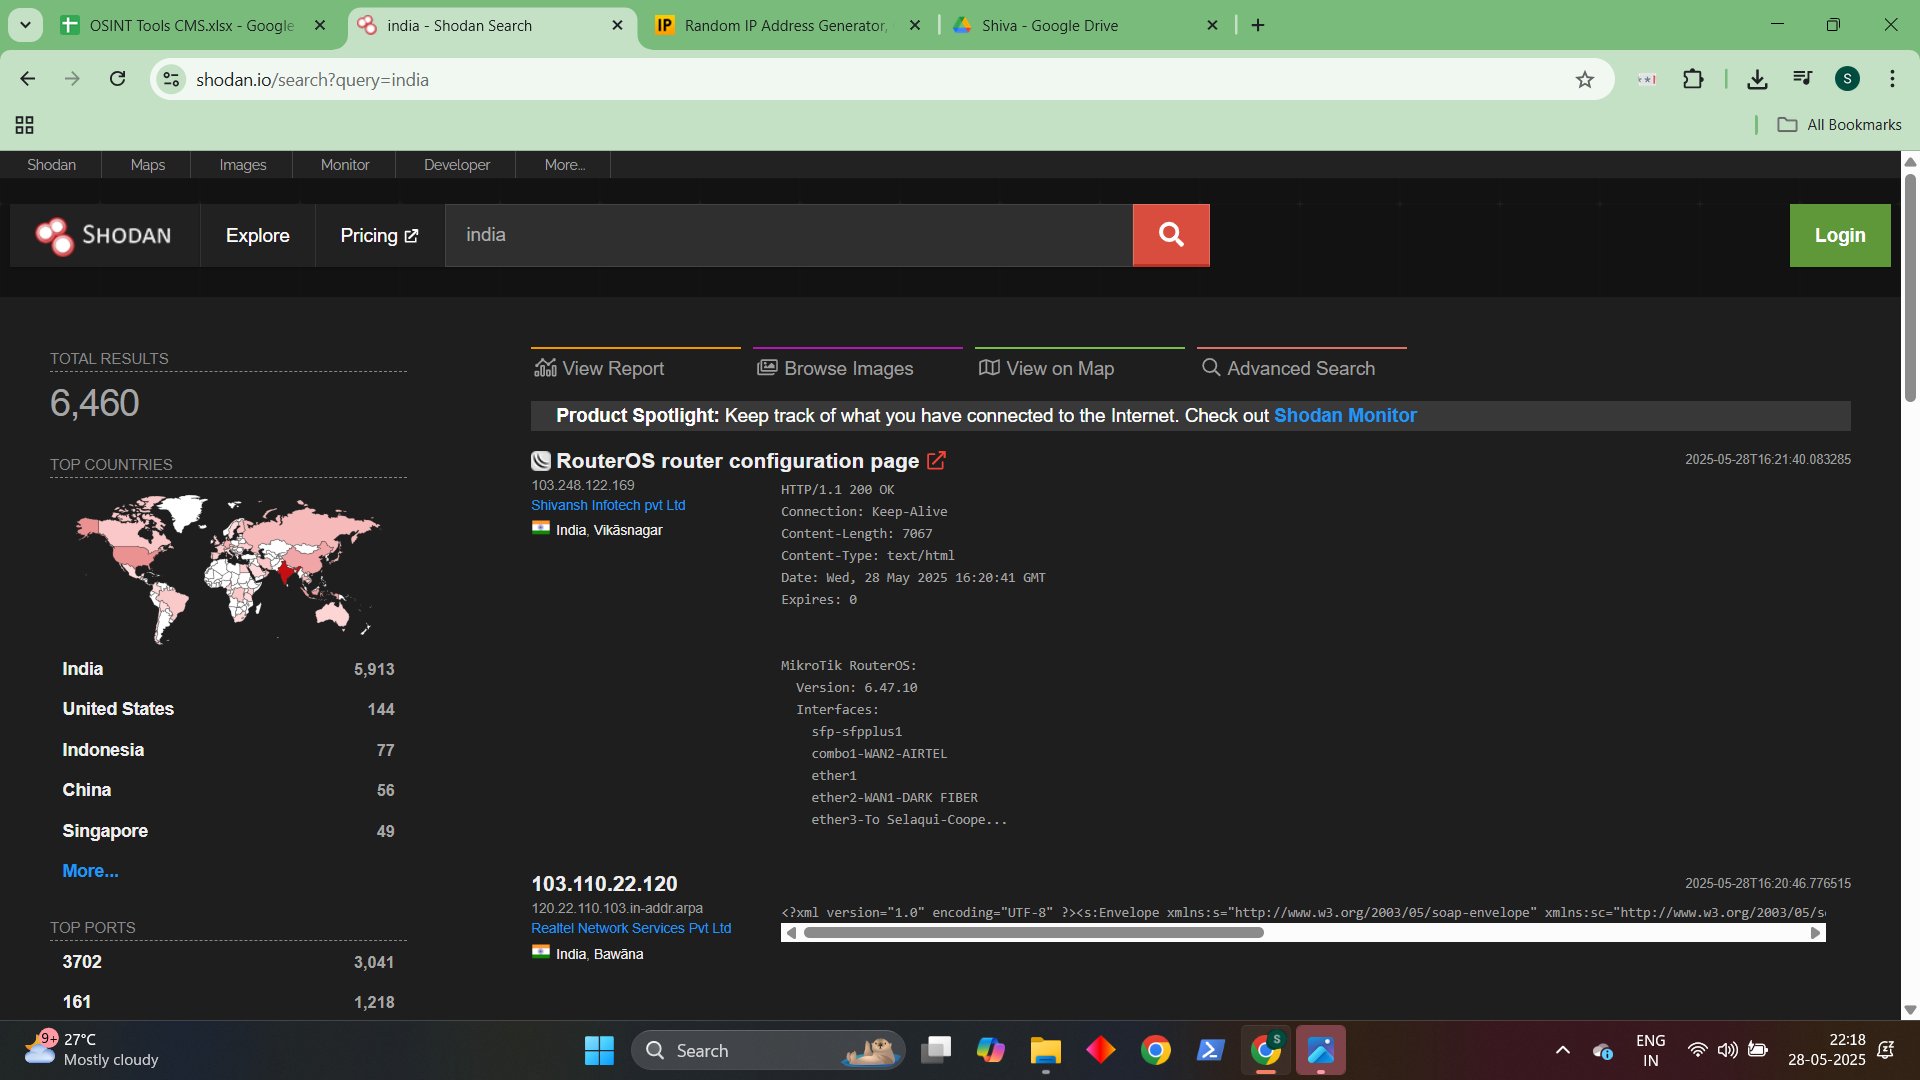 OSINT Tools CMS.xlsx - Google
india - Shodan Search
IP
Random IP Address Generator,
Shiva - Google Drive
shodan.io/search?query=india
S
All Bookmarks
Shodan
Maps
Images
Monitor
Developer
More...
SHODAN
Explore
Pricing
india
Login
TOTAL RESULTS
6,460
TOP COUNTRIES
India 5,913
United States 144
Indonesia 77
China 56
Singapore 49
More...
TOP PORTS
3702 3,041
161 1,218
View Report
Browse Images
View on Map
Advanced Search
Product Spotlight: Keep track of what you have connected to the Internet. Check out Shodan Monitor
RouterOS router configuration page
2025-05-28T16:21:40.083285
103.248.122.169
Shivansh Infotech pvt Ltd
India, Vikāsnagar
HTTP/1.1 200 OK
Connection: Keep-Alive
Content-Length: 7067
Content-Type: text/html
Date: Wed, 28 May 2025 16:20:41 GMT
Expires: 0
MikroTik RouterOS:
Version: 6.47.10
Interfaces:
sfp-sfpplus1
combo1-WAN2-AIRTEL
ether1
ether2-WAN1-DARK FIBER
ether3-To Selaqui-Coope...
103.110.22.120
2025-05-28T16:20:46.776515
120.22.110.103.in-addr.arpa
Realtel Network Services Pvt Ltd
India, Bawāna
<?xml version="1.0" encoding="UTF-8" ?><s:Envelope xmlns:s="http://www.w3.org/2003/05/soap-envelope" xmlns:sc="http://www.w3.org/2003/05/s
9+
27°C
Mostly cloudy
Search
S
ENG
IN
22:18
28-05-2025